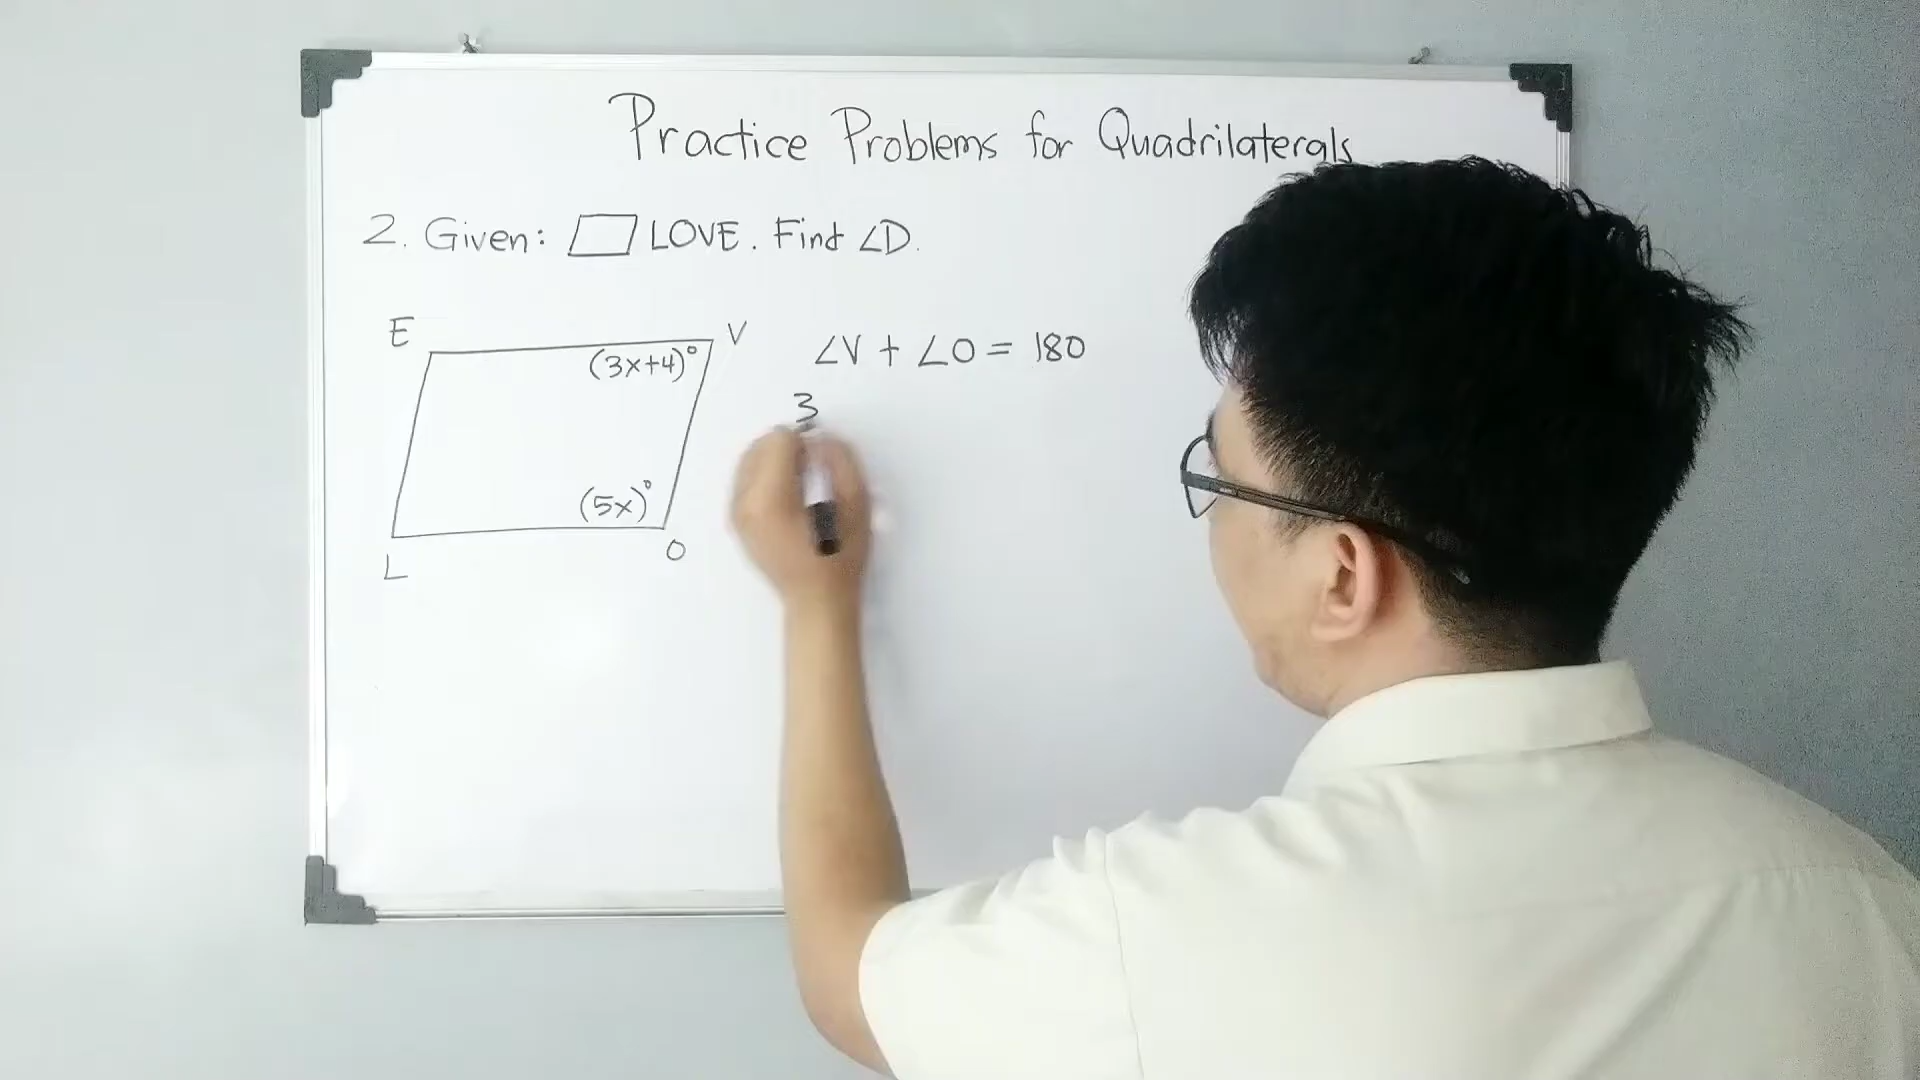 Practice Problems for Quadrilaterals
2. Given: ▱ LOVE. Find ∠D.
E
V
(3x+4)°
∠V + ∠O = 180
3
(5x)°
L
O